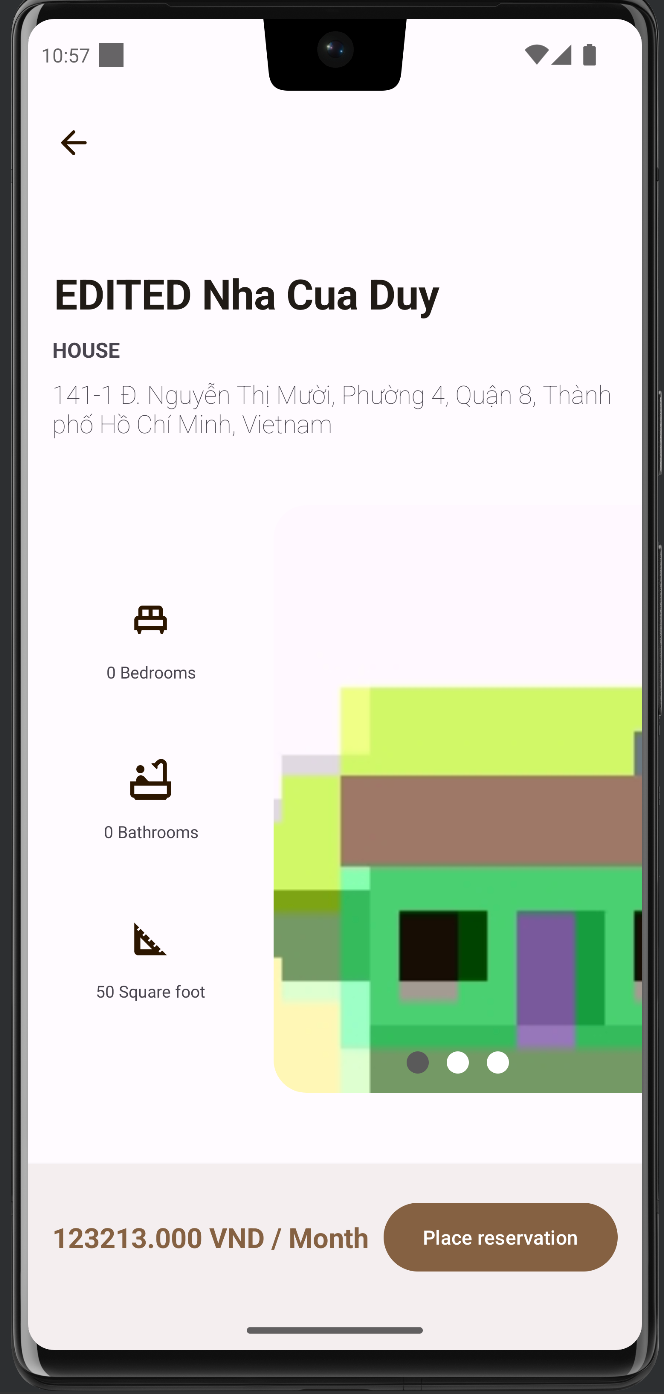 10:57
EDITED Nha Cua Duy
HOUSE
141-1 Đ. Nguyễn Thị Mười, Phường 4, Quận 8, Thành
phố Hồ Chí Minh, Vietnam
0 Bedrooms
0 Bathrooms
50 Square foot
123213.000 VND / Month
Place reservation